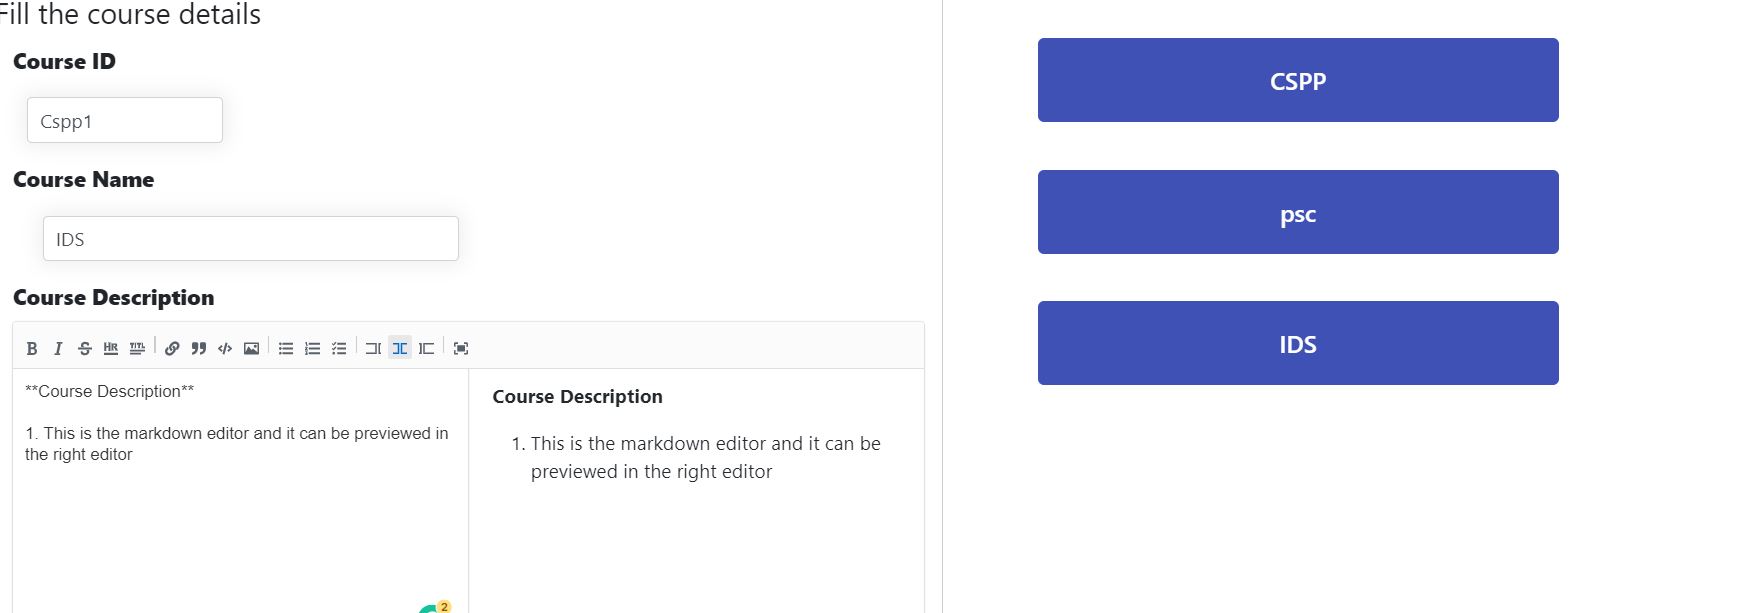 Fill the course details
Course ID
Cspp1
Course Name
IDS
Course Description
B I S HR TITL
**Course Description**
1. This is the markdown editor and it can be previewed in
the right editor
2
Course Description
1. This is the markdown editor and it can be
previewed in the right editor
CSPP
psc
IDS